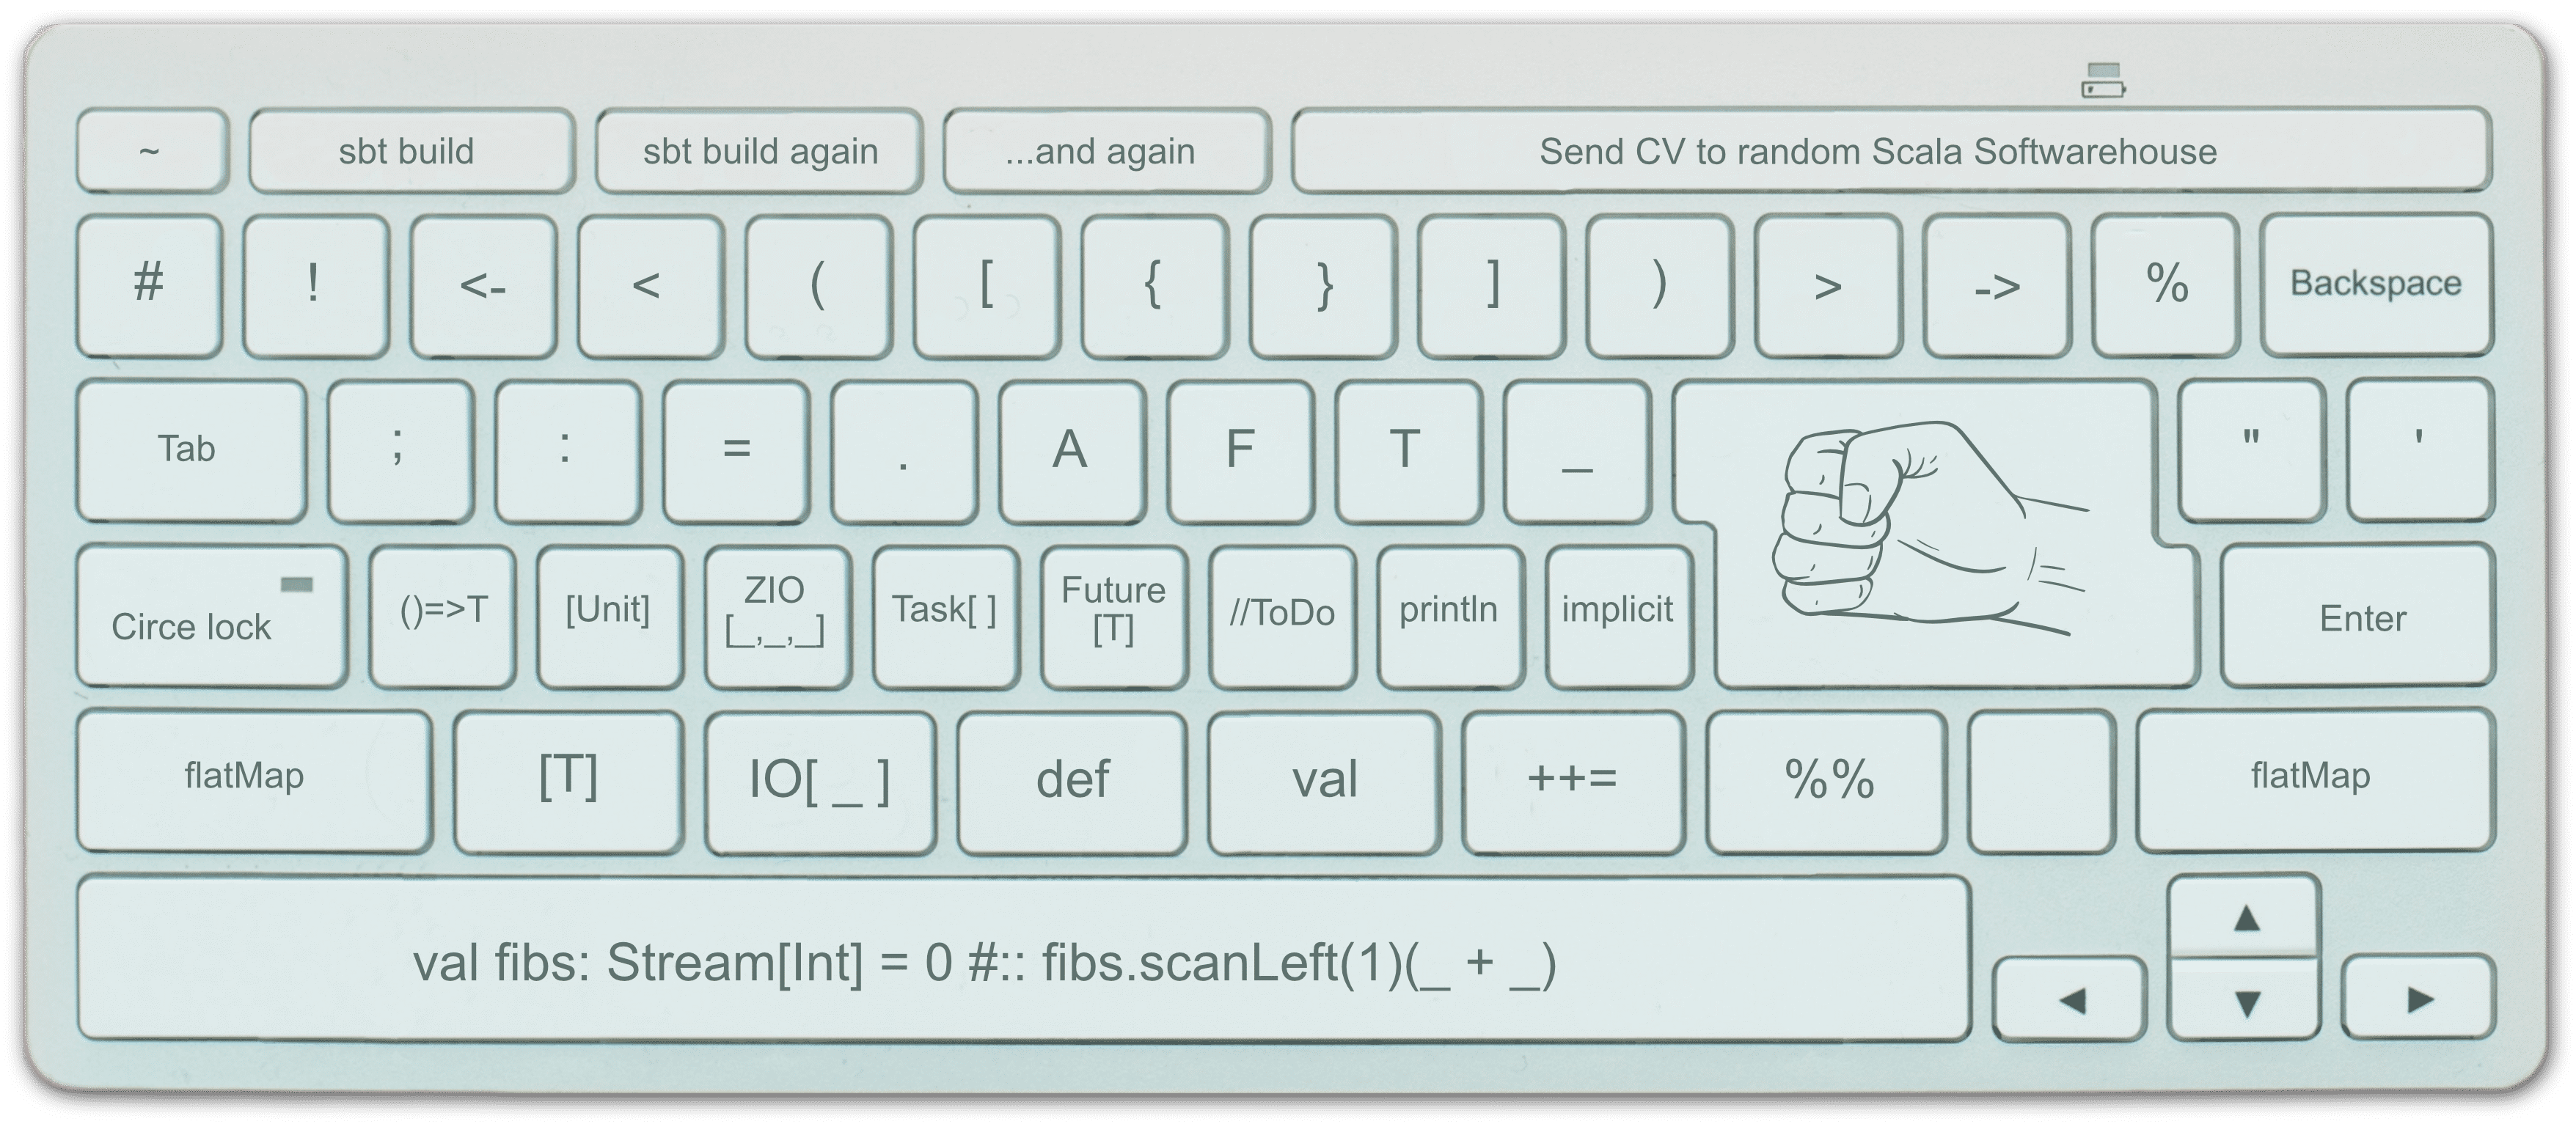 ~ sbt build sbt build again ...and again Send CV to random Scala Softwarehouse
# ! <- < ( [ { } ] ) > -> % Backspace
Tab ; : = . A F T _ " '
Circe lock ()=>T [Unit] ZIO [_,_,_] Task[ ] Future [T] //ToDo println implicit Enter
flatMap [T] IO[ _ ] def val ++= %% flatMap
val fibs: Stream[Int] = 0 #:: fibs.scanLeft(1)(_ + _) ◀ ▲ ▼ ▶